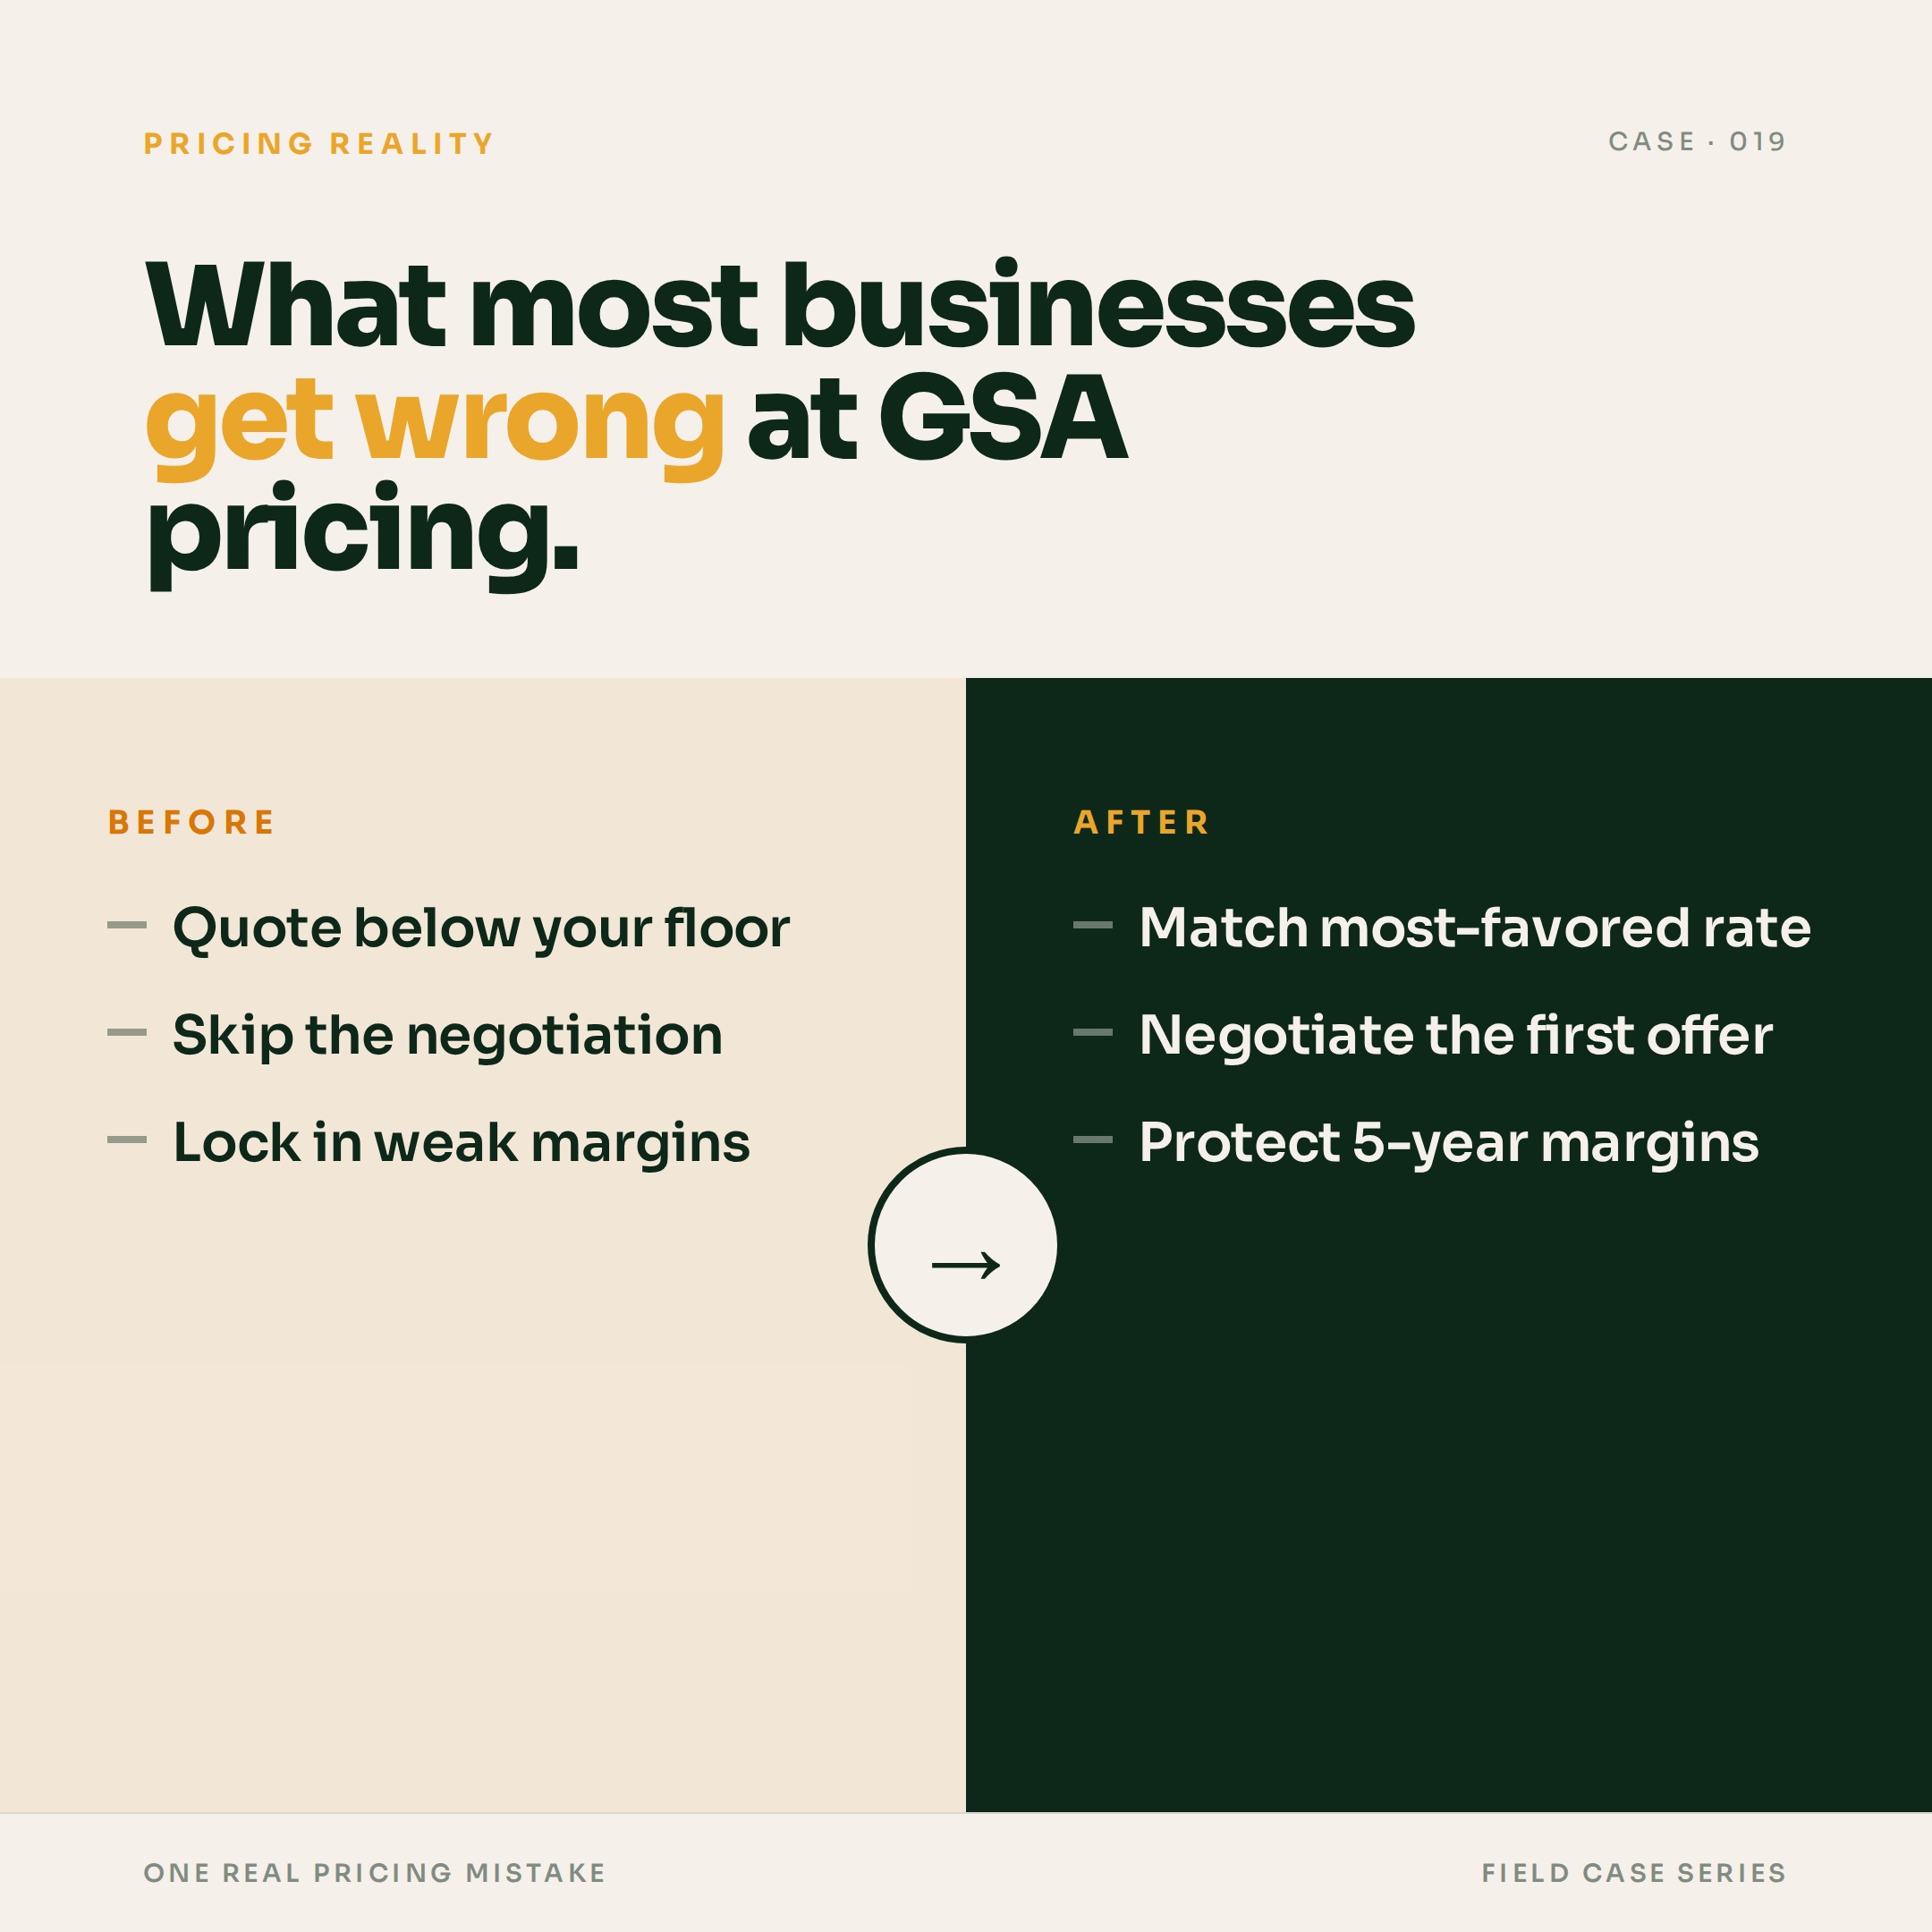 PRICING REALITY
CASE · 019
What most businesses
get wrong at GSA
pricing.
BEFORE
— Quote below your floor
— Skip the negotiation
— Lock in weak margins
AFTER
— Match most-favored rate
— Negotiate the first offer
— Protect 5-year margins
→
ONE REAL PRICING MISTAKE
FIELD CASE SERIES